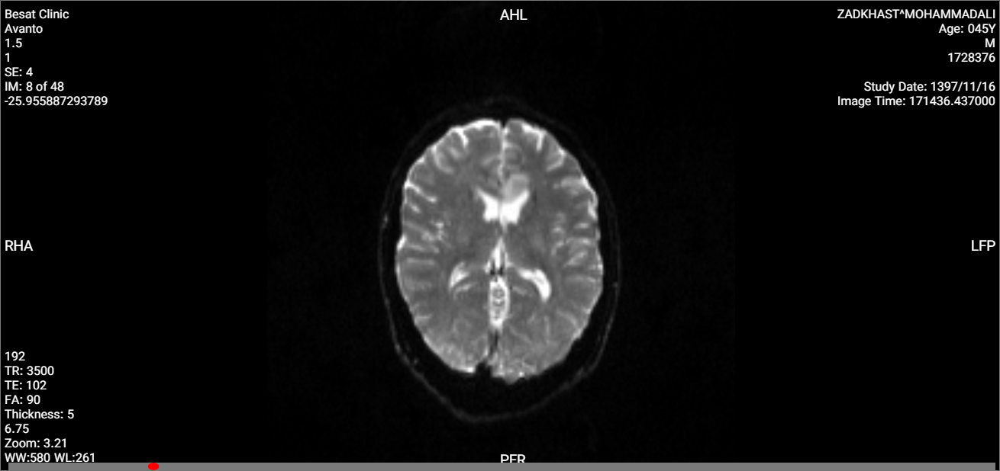 Besat Clinic
Avanto
1.5
1
SE: 4
IM: 8 of 48
-25.955887293789
AHL
ZADKHAST^MOHAMMADALI
Age: 045Y
M
1728376
Study Date: 1397/11/16
Image Time: 171436.437000
RHA
LFP
192
TR: 3500
TE: 102
FA: 90
Thickness: 5
6.75
Zoom: 3.21
WW:580 WL:261
PFR